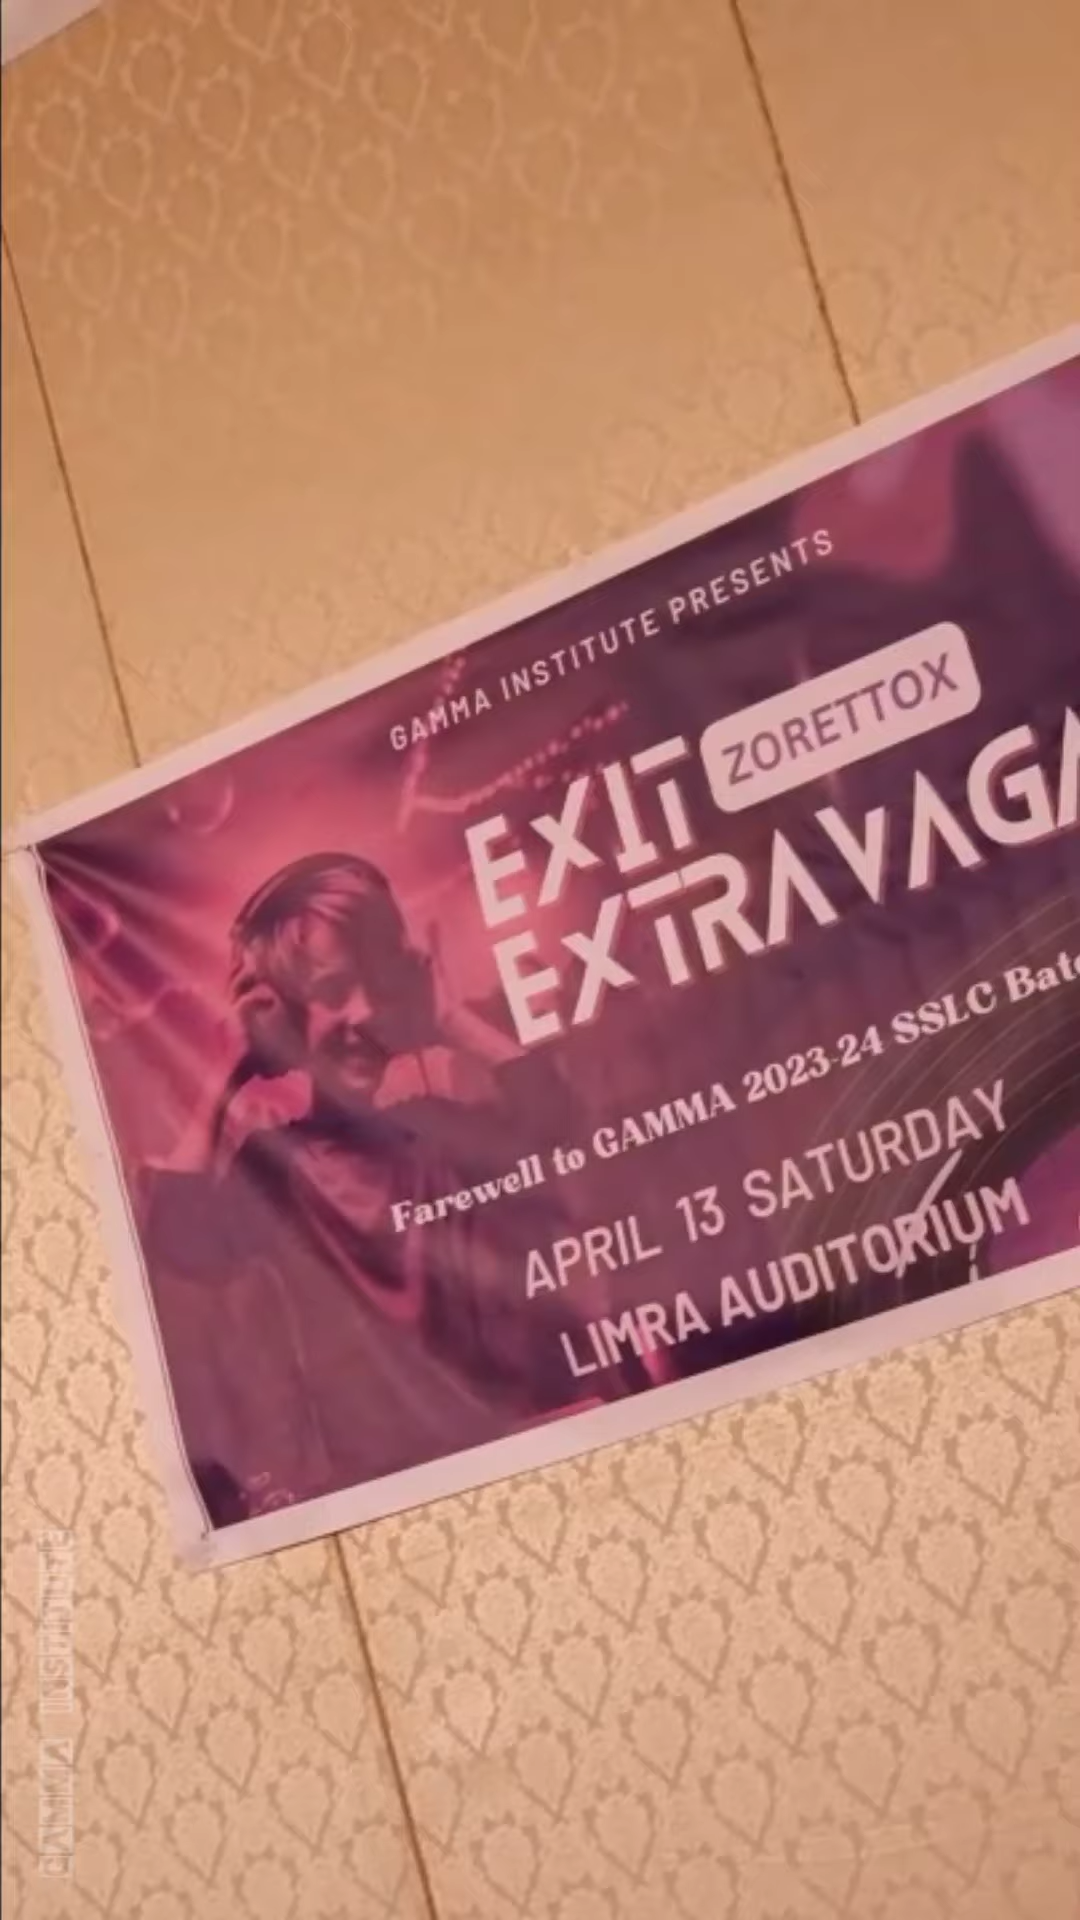 GAMMA INSTITUTE PRESENTS
EXIT ZORETTOX
EXTRAVAGA
Farewell to GAMMA 2023-24 SSLC Batc
APRIL 13 SATURDAY
LIMRA AUDITORIUM
GAMMA INSTITUTE